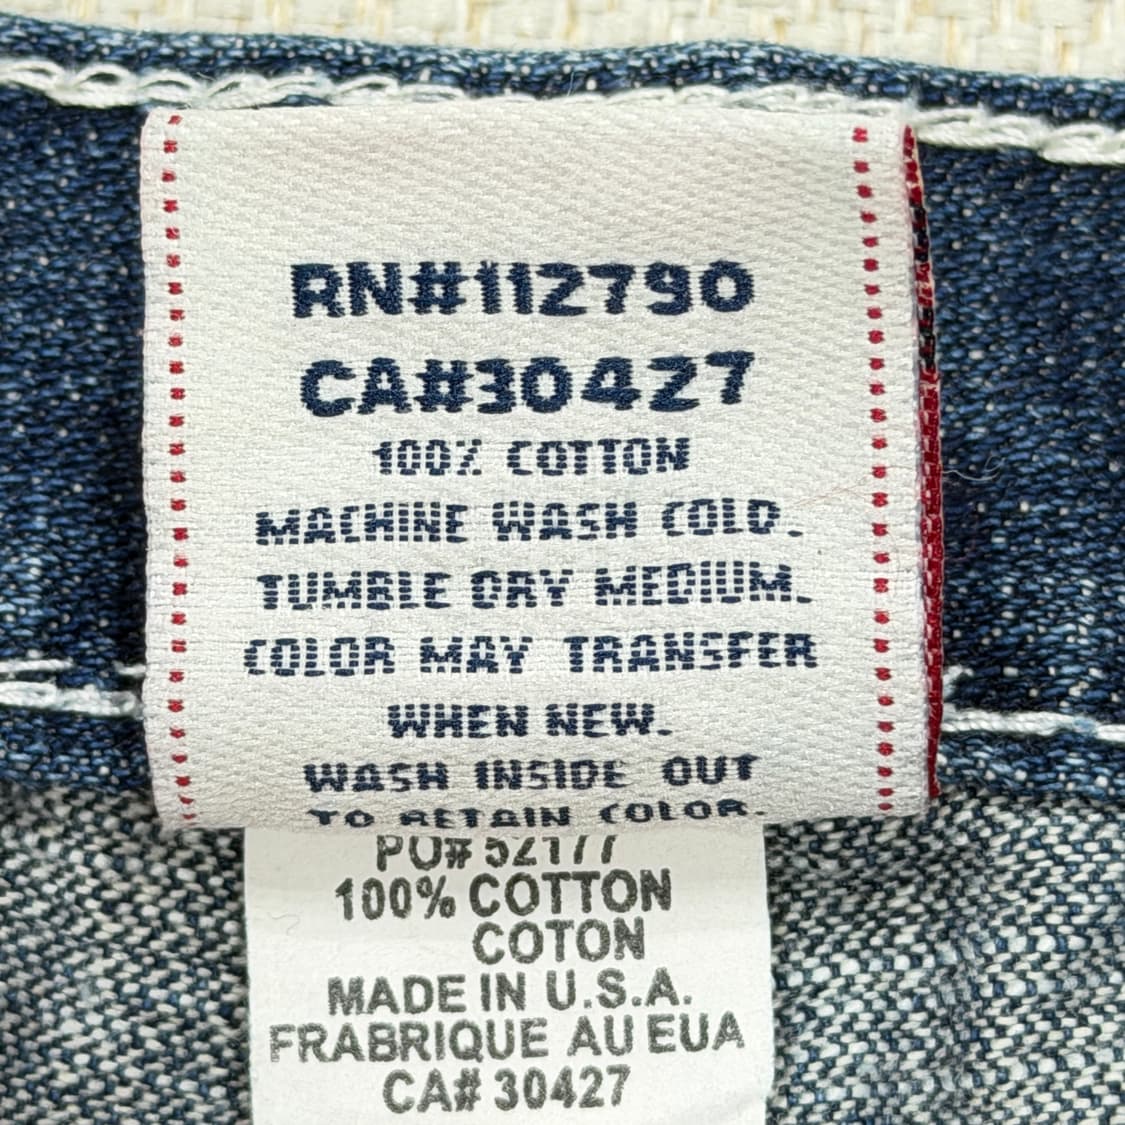 RN#112790
CA#30427
100% COTTON
MACHINE WASH COLD.
TUMBLE DRY MEDIUM.
COLOR MAY TRANSFER
WHEN NEW.
WASH INSIDE OUT
TO RETAIN COLOR.
PO# 52177
100% COTTON
COTON
MADE IN U.S.A.
FRABRIQUE AU EUA
CA# 30427